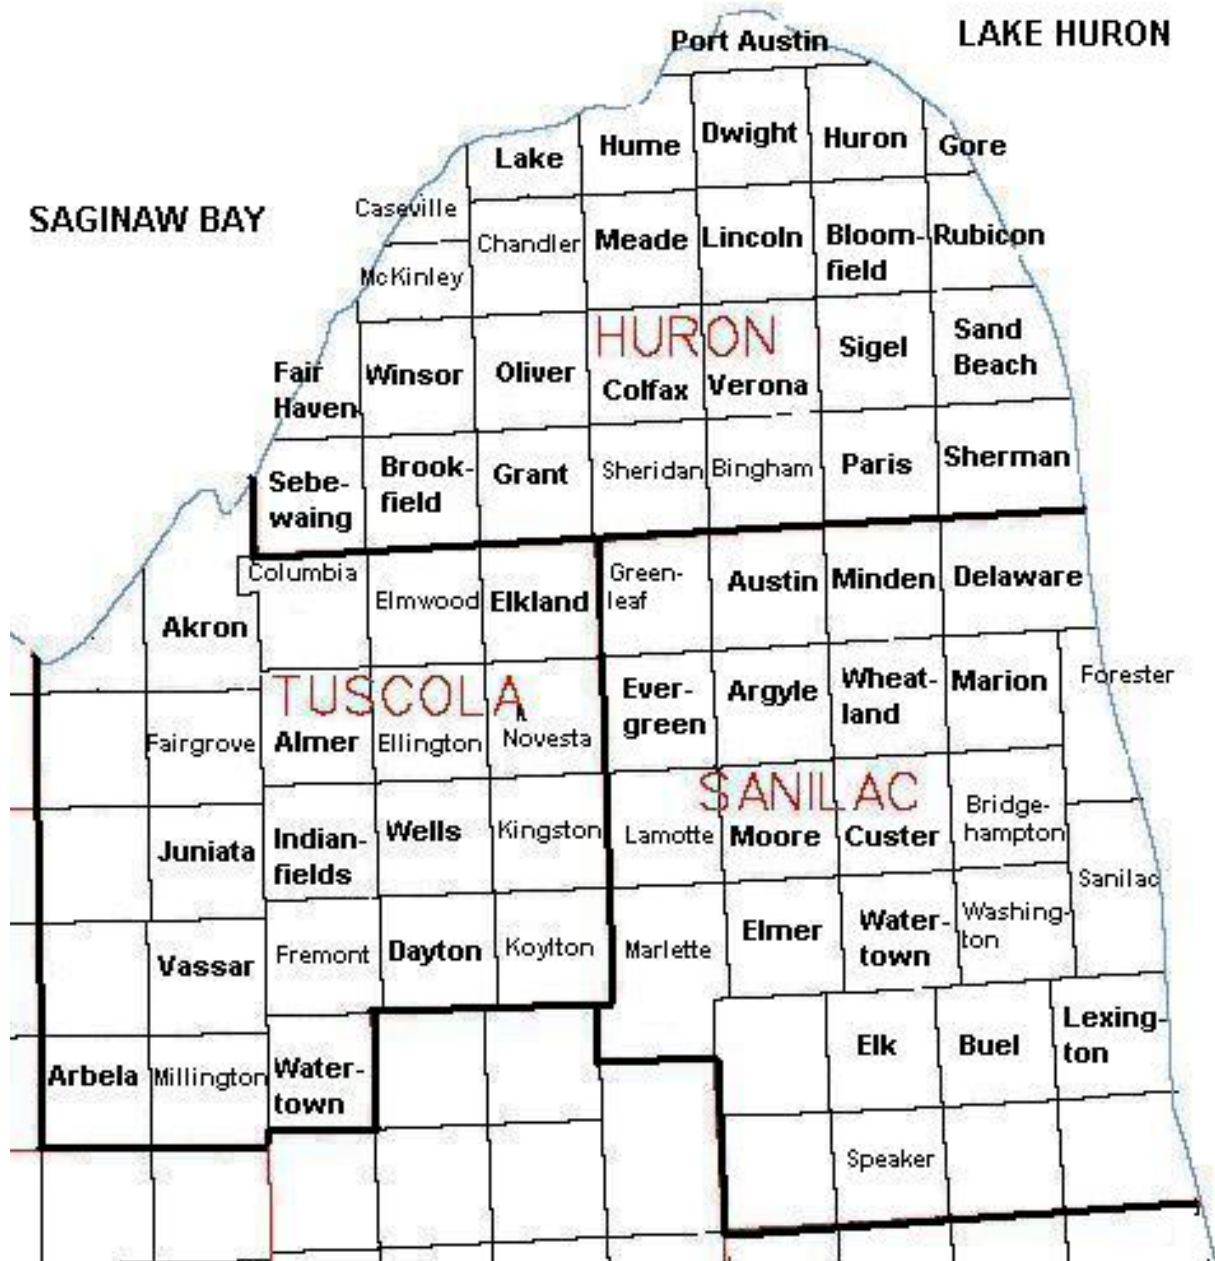 LAKE HURON
Port Austin
Lake
Hume
Dwight
Huron
Gore
SAGINAW BAY
Caseville
Chandler
Meade
Lincoln
Bloom-
field
Rubicon
McKinley
HURON
Fair
Haven
Winsor
Oliver
Colfax
Verona
Sigel
Sand
Beach
Sebe-
waing
Brook-
field
Grant
Sheridan
Bingham
Paris
Sherman
Columbia
Elmwood
Elkland
Green-
leaf
Austin
Minden
Delaware
Akron
TUSCOLA
Ever-
green
Argyle
Wheat-
land
Marion
Forester
Fairgrove
Almer
Ellington
Novesta
SANILAC
Juniata
Indian-
fields
Wells
Kingston
Lamotte
Moore
Custer
Bridge-
hampton
Sanilac
Vassar
Fremont
Dayton
Koylton
Marlette
Elmer
Water-
town
Washing-
ton
Arbela
Millington
Water-
town
Elk
Buel
Lexing-
ton
Speaker